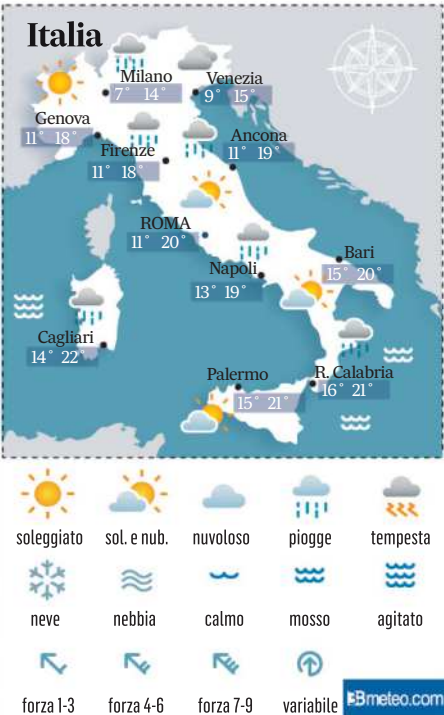 Italia
Milano
7° 14°
Venezia
9° 15°
Genova
11° 18°
Firenze
11° 18°
Ancona
11° 19°
ROMA
11° 20°
Napoli
13° 19°
Bari
15° 20°
Cagliari
14° 22°
Palermo
15° 21°
R. Calabria
16° 21°
soleggiato sol. e nub. nuvoloso piogge tempesta
neve nebbia calmo mosso agitato
forza 1-3 forza 4-6 forza 7-9 variabile
3Bmeteo.com